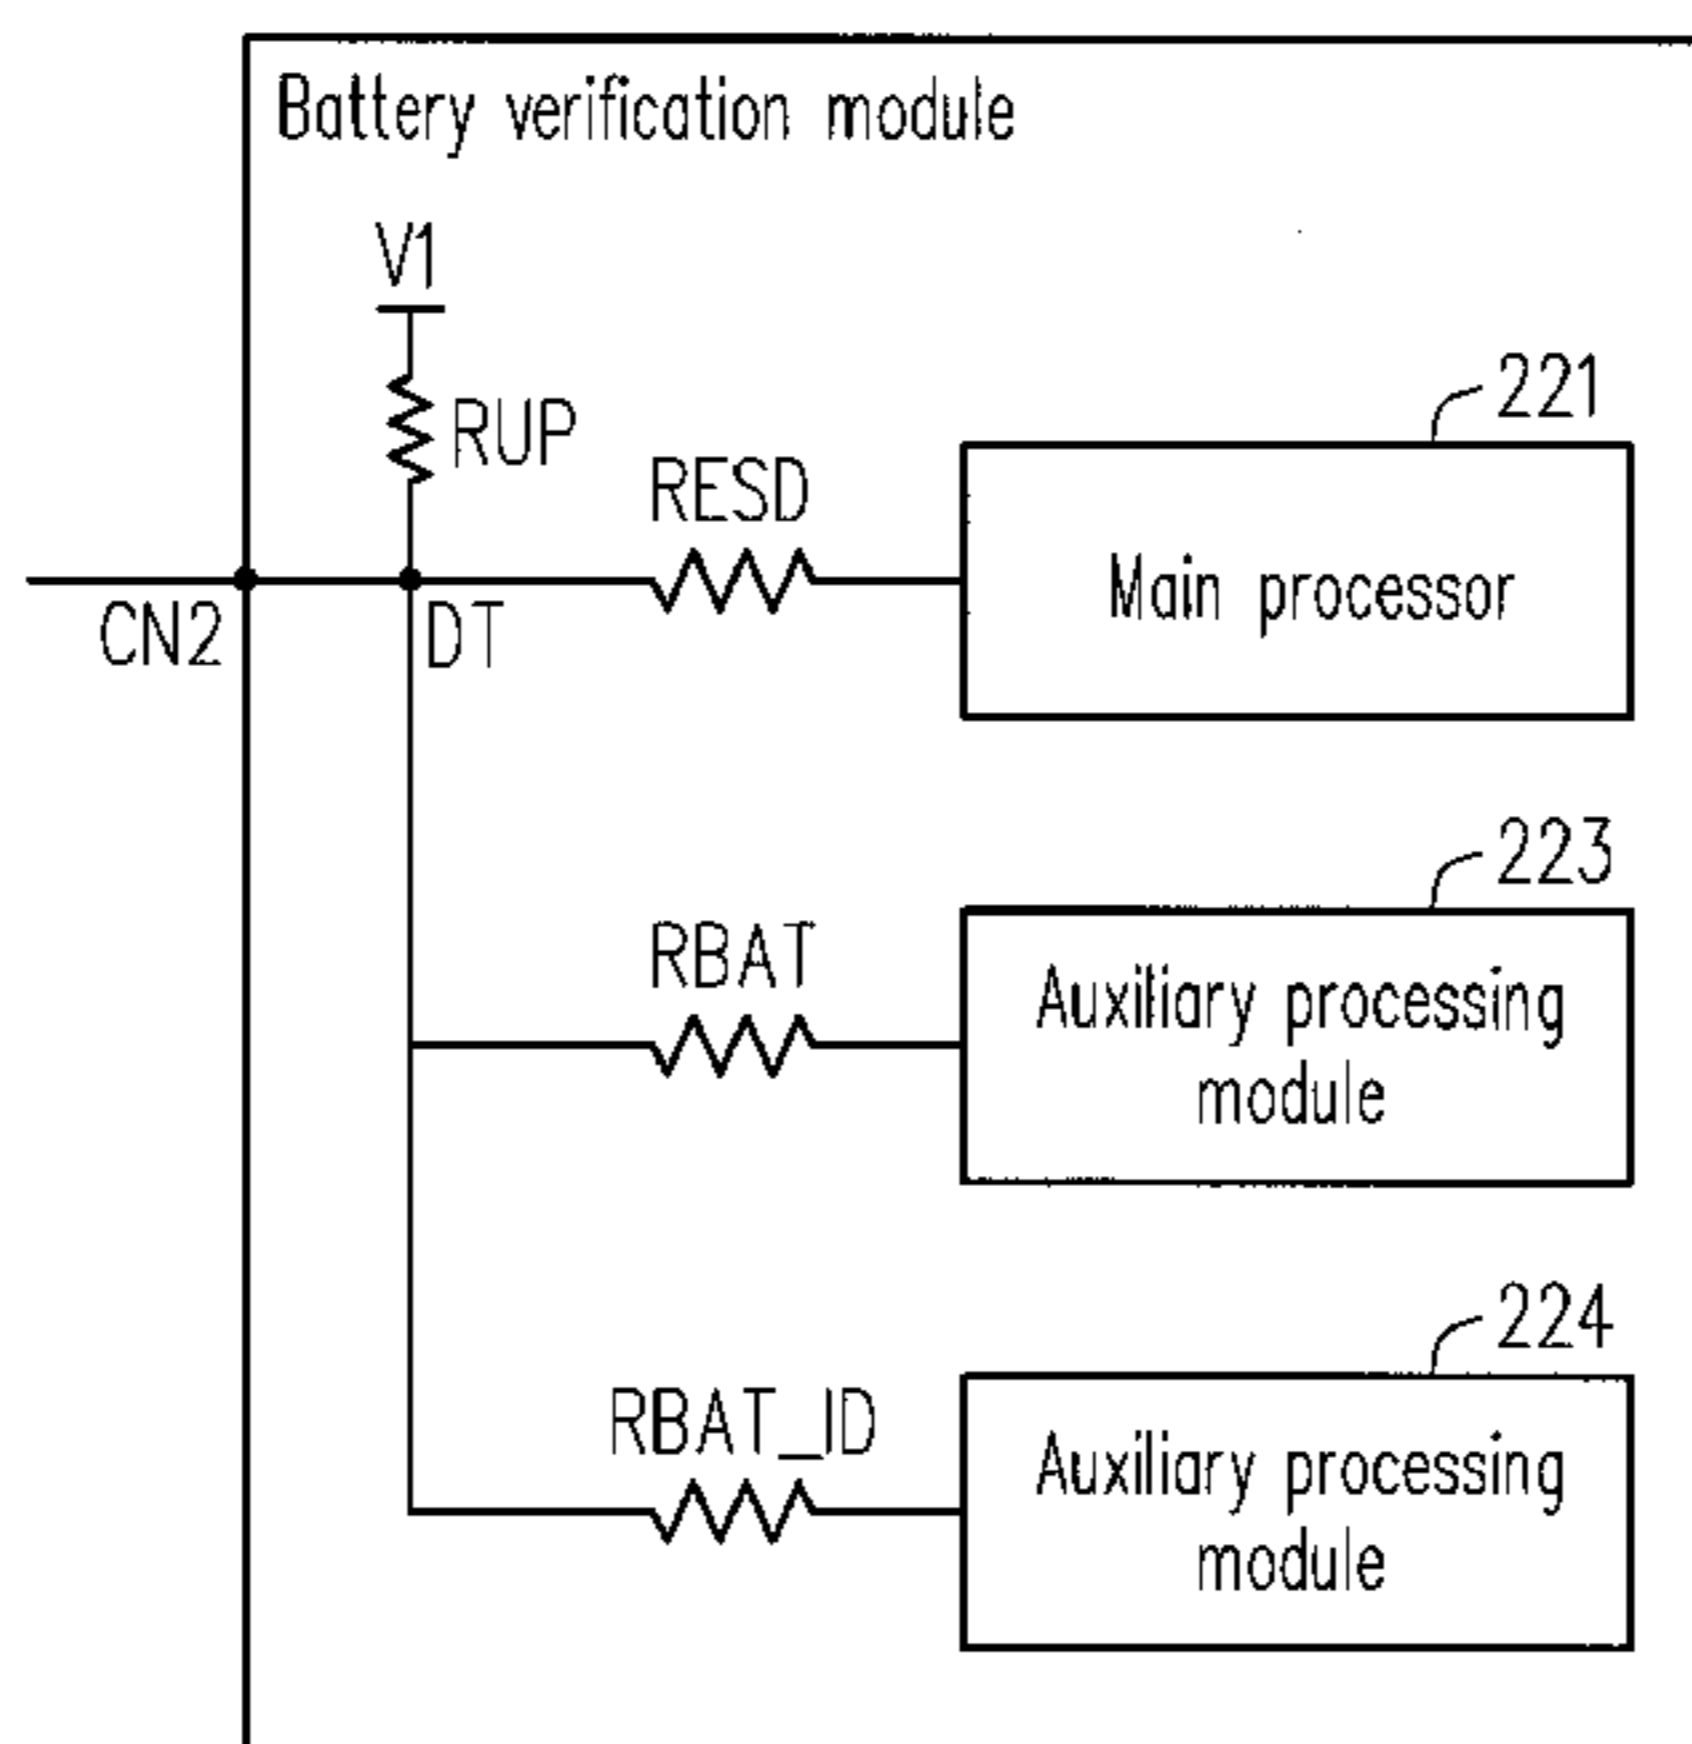 Battery verification module
V1
RUP
221
RESD
Main processor
CN2
DT
223
RBAT
Auxiliary processing
module
224
RBAT_ID
Auxiliary processing
module